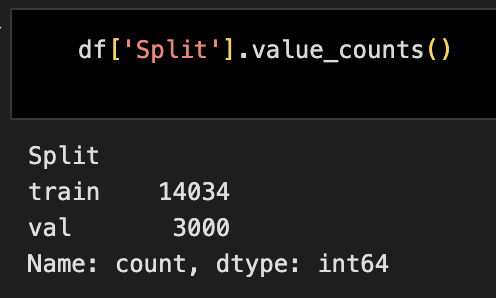 df['Split'].value_counts()
Split
train    14034
val       3000
Name: count, dtype: int64